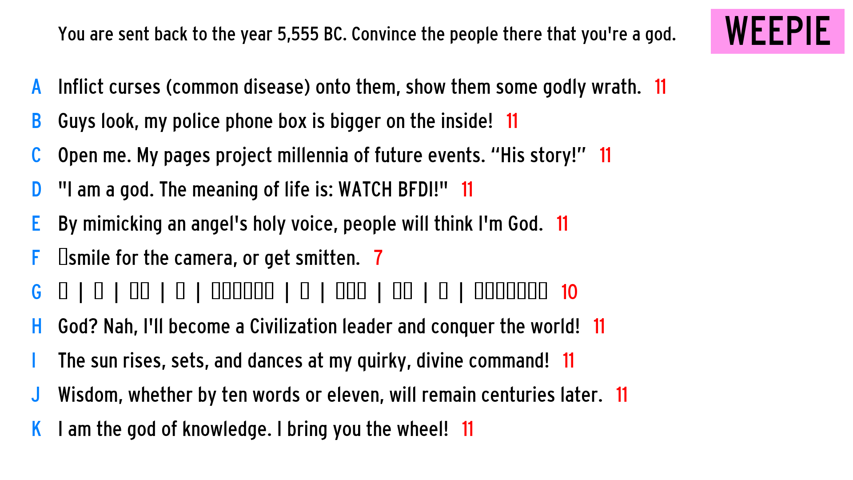 You are sent back to the year 5,555 BC. Convince the people there that you're a god.
WEEPIE
A Inflict curses (common disease) onto them, show them some godly wrath. 11
B Guys look, my police phone box is bigger on the inside! 11
C Open me. My pages project millennia of future events. “His story!” 11
D "I am a god. The meaning of life is: WATCH BFDI!" 11
E By mimicking an angel's holy voice, people will think I'm God. 11
F ▯smile for the camera, or get smitten. 7
G ▯ | ▯ | ▯▯ | ▯ | ▯▯▯▯▯▯ | ▯ | ▯▯▯ | ▯▯ | ▯ | ▯▯▯▯▯▯▯ 10
H God? Nah, I'll become a Civilization leader and conquer the world! 11
I The sun rises, sets, and dances at my quirky, divine command! 11
J Wisdom, whether by ten words or eleven, will remain centuries later. 11
K I am the god of knowledge. I bring you the wheel! 11